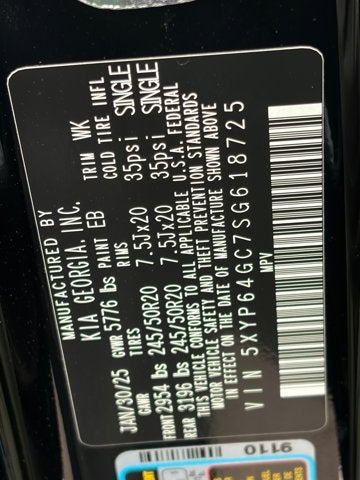 MANUFACTURED BY
KIA GEORGIA, INC.
JAN/30/25 GVWR 5776 lbs PAINT EB TRIM WK
GAWR TIRES RIMS COLD TIRE INFL
FRONT 2954 lbs 245/50R20 7.5Jx20 35psi SINGLE
REAR 3196 lbs 245/50R20 7.5Jx20 35psi SINGLE
THIS VEHICLE CONFORMS TO ALL APPLICABLE U.S.A. FEDERAL
MOTOR VEHICLE SAFETY AND THEFT PREVENTION STANDARDS
IN EFFECT ON THE DATE OF MANUFACTURE SHOWN ABOVE
VIN 5XYP64GC7SG618725
MPV
9110